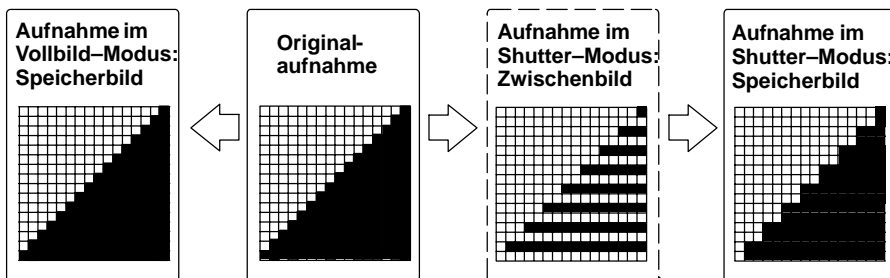 Aufnahme im
Vollbild–Modus:
Speicherbild
Original-
aufnahme
Aufnahme im
Shutter–Modus:
Zwischenbild
Aufnahme im
Shutter–Modus:
Speicherbild